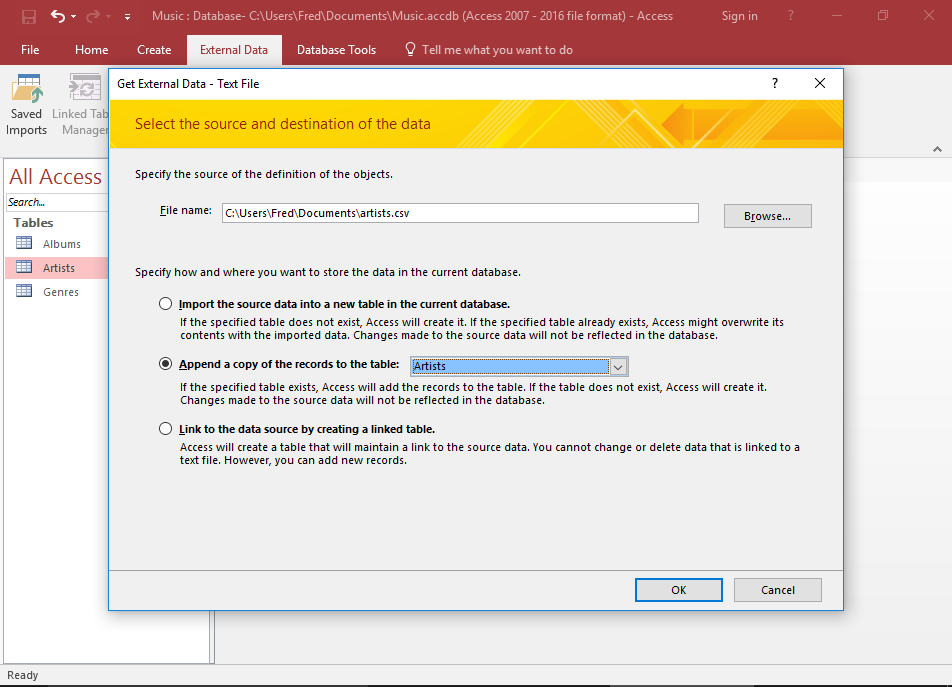 Music : Database- C:\Users\Fred\Documents\Music.accdb (Access 2007 - 2016 file format) - Access
Sign in
?
File
Home
Create
External Data
Database Tools
Tell me what you want to do
Saved
Imports
Linked Tab
Manager
Get External Data - Text File
?
Select the source and destination of the data
All Access
Search...
Tables
Albums
Artists
Genres
Specify the source of the definition of the objects.
File name:
C:\Users\Fred\Documents\artists.csv
Browse...
Specify how and where you want to store the data in the current database.
Import the source data into a new table in the current database.
If the specified table does not exist, Access will create it. If the specified table already exists, Access might overwrite its
contents with the imported data. Changes made to the source data will not be reflected in the database.
Append a copy of the records to the table:
Artists
If the specified table exists, Access will add the records to the table. If the table does not exist, Access will create it.
Changes made to the source data will not be reflected in the database.
Link to the data source by creating a linked table.
Access will create a table that will maintain a link to the source data. You cannot change or delete data that is linked to a
text file. However, you can add new records.
OK
Cancel
Ready